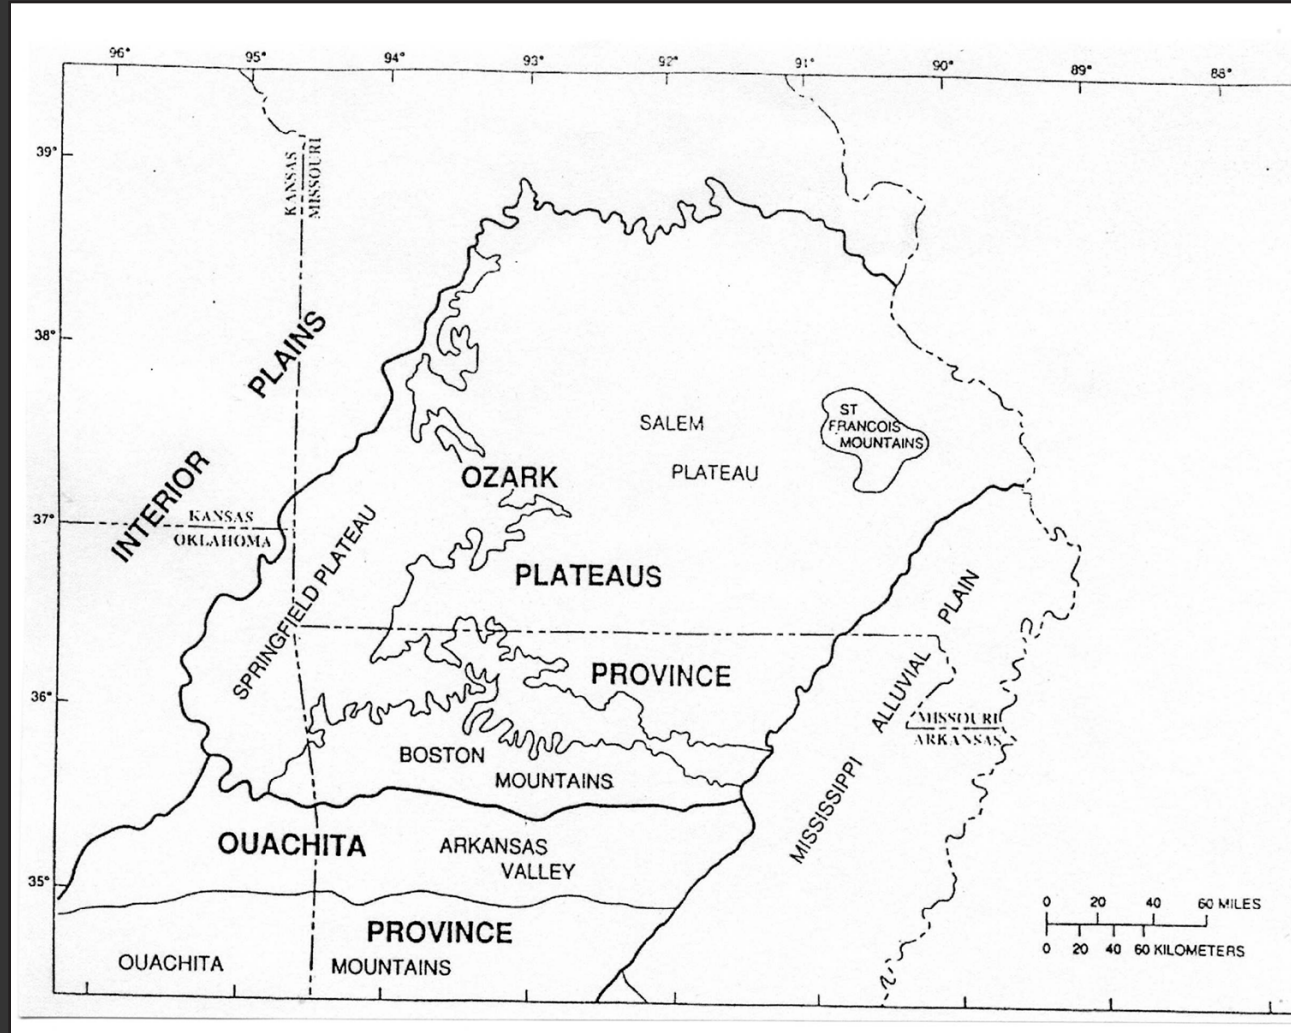 96° 95° 94° 93° 92° 91° 90° 89° 88°
39°
KANSAS
MISSOURI
38°
INTERIOR PLAINS
SALEM
PLATEAU
ST
FRANCOIS
MOUNTAINS
OZARK
PLATEAUS
PROVINCE
37°
KANSAS
OKLAHOMA
SPRINGFIELD PLATEAU
MISSISSIPPI ALLUVIAL PLAIN
36°
MISSOURI
ARKANSAS
BOSTON
MOUNTAINS
OUACHITA
PROVINCE
ARKANSAS
VALLEY
35°
OUACHITA MOUNTAINS
0 20 40 60 MILES
0 20 40 60 KILOMETERS